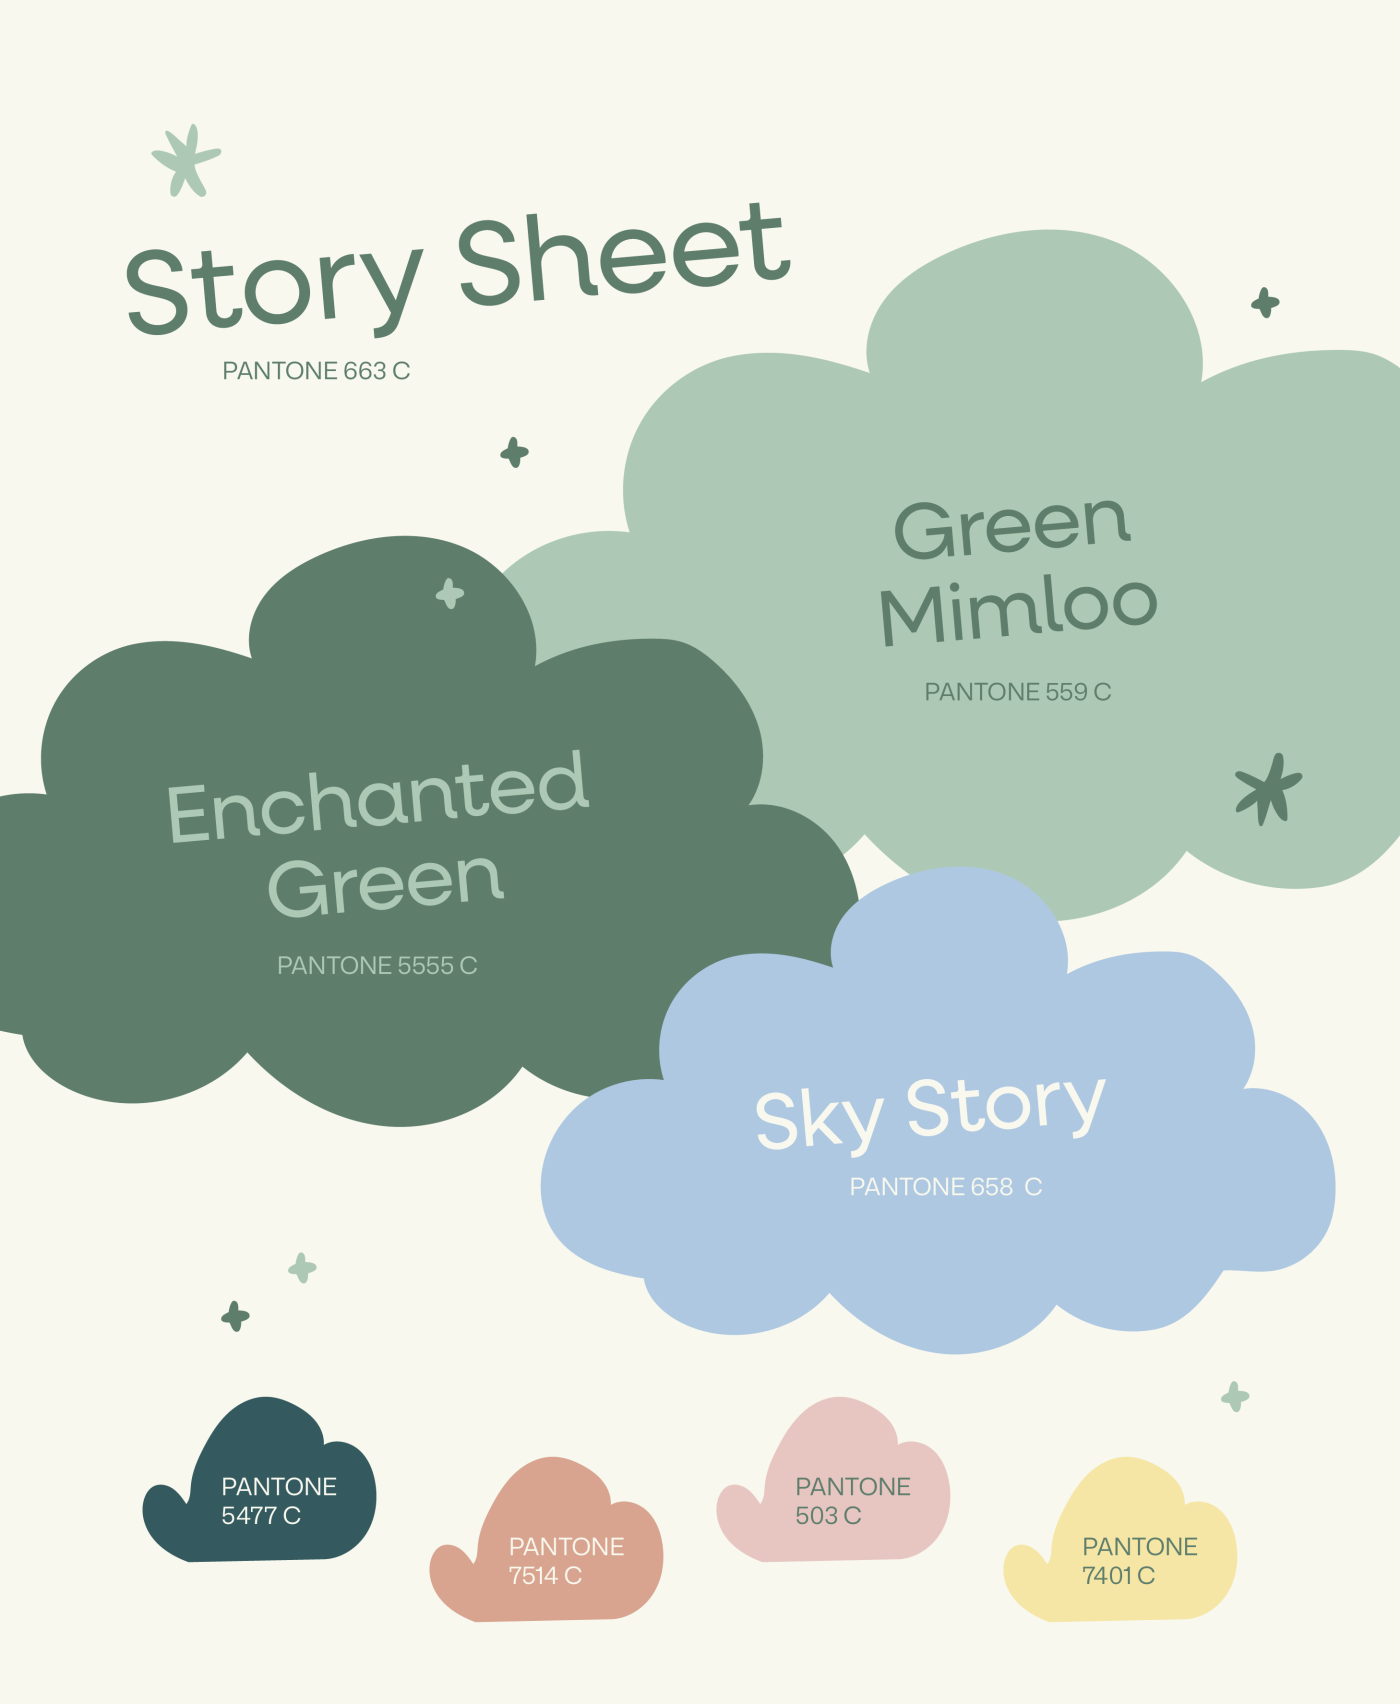 Story Sheet
PANTONE 663 C
Green
Mimloo
PANTONE 559 C
Enchanted
Green
PANTONE 5555 C
Sky Story
PANTONE 658  C
PANTONE
5477 C
PANTONE
7514 C
PANTONE
503 C
PANTONE
7401 C